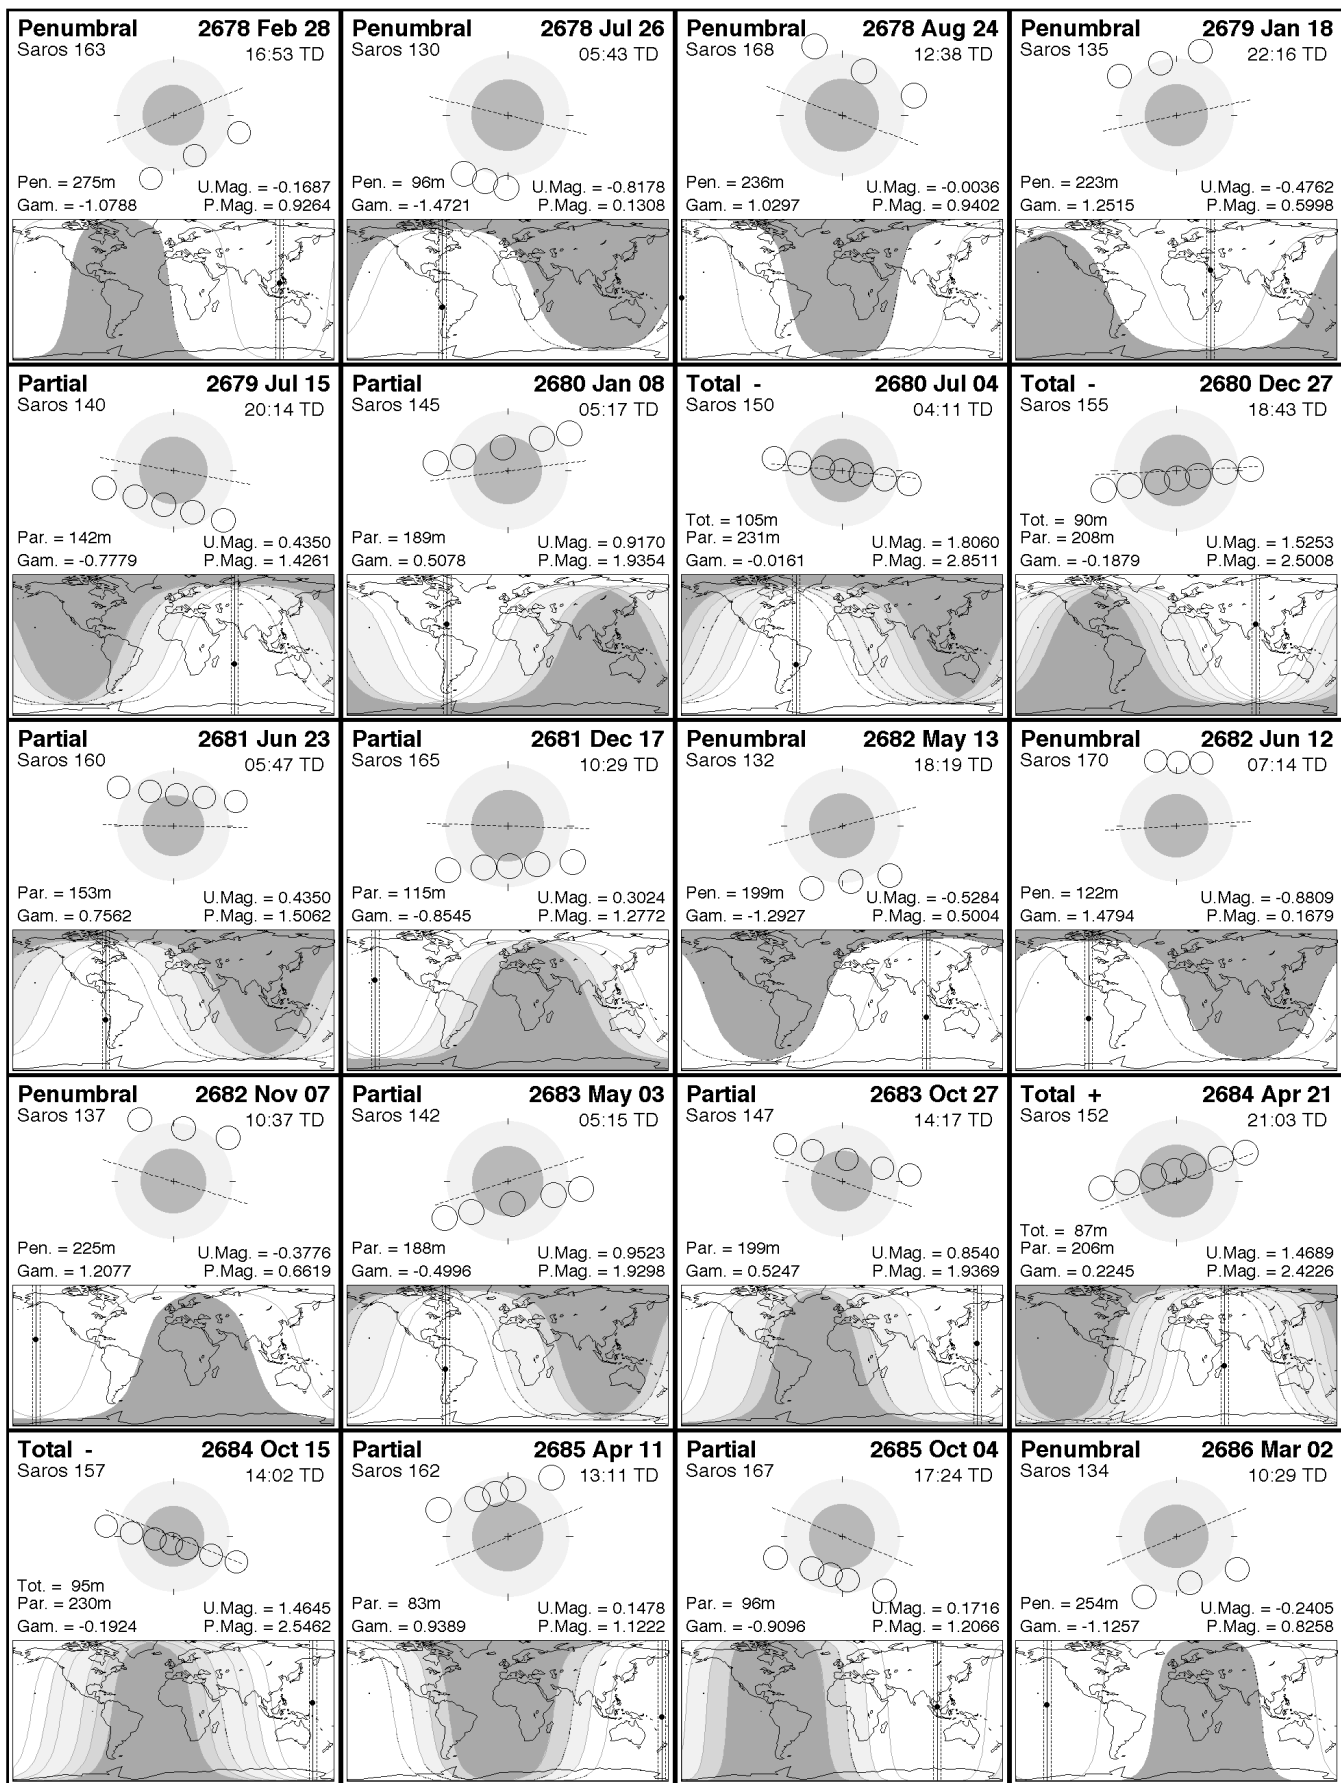 Penumbral 2678 Feb 28
Saros 163 16:53 TD
Pen. = 275m U.Mag. = -0.1687
Gam. = -1.0788 P.Mag. = 0.9264
Penumbral 2678 Jul 26
Saros 130 05:43 TD
Pen. = 96m U.Mag. = -0.8178
Gam. = -1.4721 P.Mag. = 0.1308
Penumbral 2678 Aug 24
Saros 168 12:38 TD
Pen. = 236m U.Mag. = -0.0036
Gam. = 1.0297 P.Mag. = 0.9402
Penumbral 2679 Jan 18
Saros 135 22:16 TD
Pen. = 223m U.Mag. = -0.4762
Gam. = 1.2515 P.Mag. = 0.5998
Partial 2679 Jul 15
Saros 140 20:14 TD
Par. = 142m U.Mag. = 0.4350
Gam. = -0.7779 P.Mag. = 1.4261
Partial 2680 Jan 08
Saros 145 05:17 TD
Par. = 189m U.Mag. = 0.9170
Gam. = 0.5078 P.Mag. = 1.9354
Total - 2680 Jul 04
Saros 150 04:11 TD
Tot. = 105m
Par. = 231m U.Mag. = 1.8060
Gam. = -0.0161 P.Mag. = 2.8511
Total - 2680 Dec 27
Saros 155 18:43 TD
Tot. = 90m
Par. = 208m U.Mag. = 1.5253
Gam. = -0.1879 P.Mag. = 2.5008
Partial 2681 Jun 23
Saros 160 05:47 TD
Par. = 153m U.Mag. = 0.4350
Gam. = 0.7562 P.Mag. = 1.5062
Partial 2681 Dec 17
Saros 165 10:29 TD
Par. = 115m U.Mag. = 0.3024
Gam. = -0.8545 P.Mag. = 1.2772
Penumbral 2682 May 13
Saros 132 18:19 TD
Pen. = 199m U.Mag. = -0.5284
Gam. = -1.2927 P.Mag. = 0.5004
Penumbral 2682 Jun 12
Saros 170 07:14 TD
Pen. = 122m U.Mag. = -0.8809
Gam. = 1.4794 P.Mag. = 0.1679
Penumbral 2682 Nov 07
Saros 137 10:37 TD
Pen. = 225m U.Mag. = -0.3776
Gam. = 1.2077 P.Mag. = 0.6619
Partial 2683 May 03
Saros 142 05:15 TD
Par. = 188m U.Mag. = 0.9523
Gam. = -0.4996 P.Mag. = 1.9298
Partial 2683 Oct 27
Saros 147 14:17 TD
Par. = 199m U.Mag. = 0.8540
Gam. = 0.5247 P.Mag. = 1.9369
Total + 2684 Apr 21
Saros 152 21:03 TD
Tot. = 87m
Par. = 206m U.Mag. = 1.4689
Gam. = 0.2245 P.Mag. = 2.4226
Total - 2684 Oct 15
Saros 157 14:02 TD
Tot. = 95m
Par. = 230m U.Mag. = 1.4645
Gam. = -0.1924 P.Mag. = 2.5462
Partial 2685 Apr 11
Saros 162 13:11 TD
Par. = 83m U.Mag. = 0.1478
Gam. = 0.9389 P.Mag. = 1.1222
Partial 2685 Oct 04
Saros 167 17:24 TD
Par. = 96m U.Mag. = 0.1716
Gam. = -0.9096 P.Mag. = 1.2066
Penumbral 2686 Mar 02
Saros 134 10:29 TD
Pen. = 254m U.Mag. = -0.2405
Gam. = -1.1257 P.Mag. = 0.8258